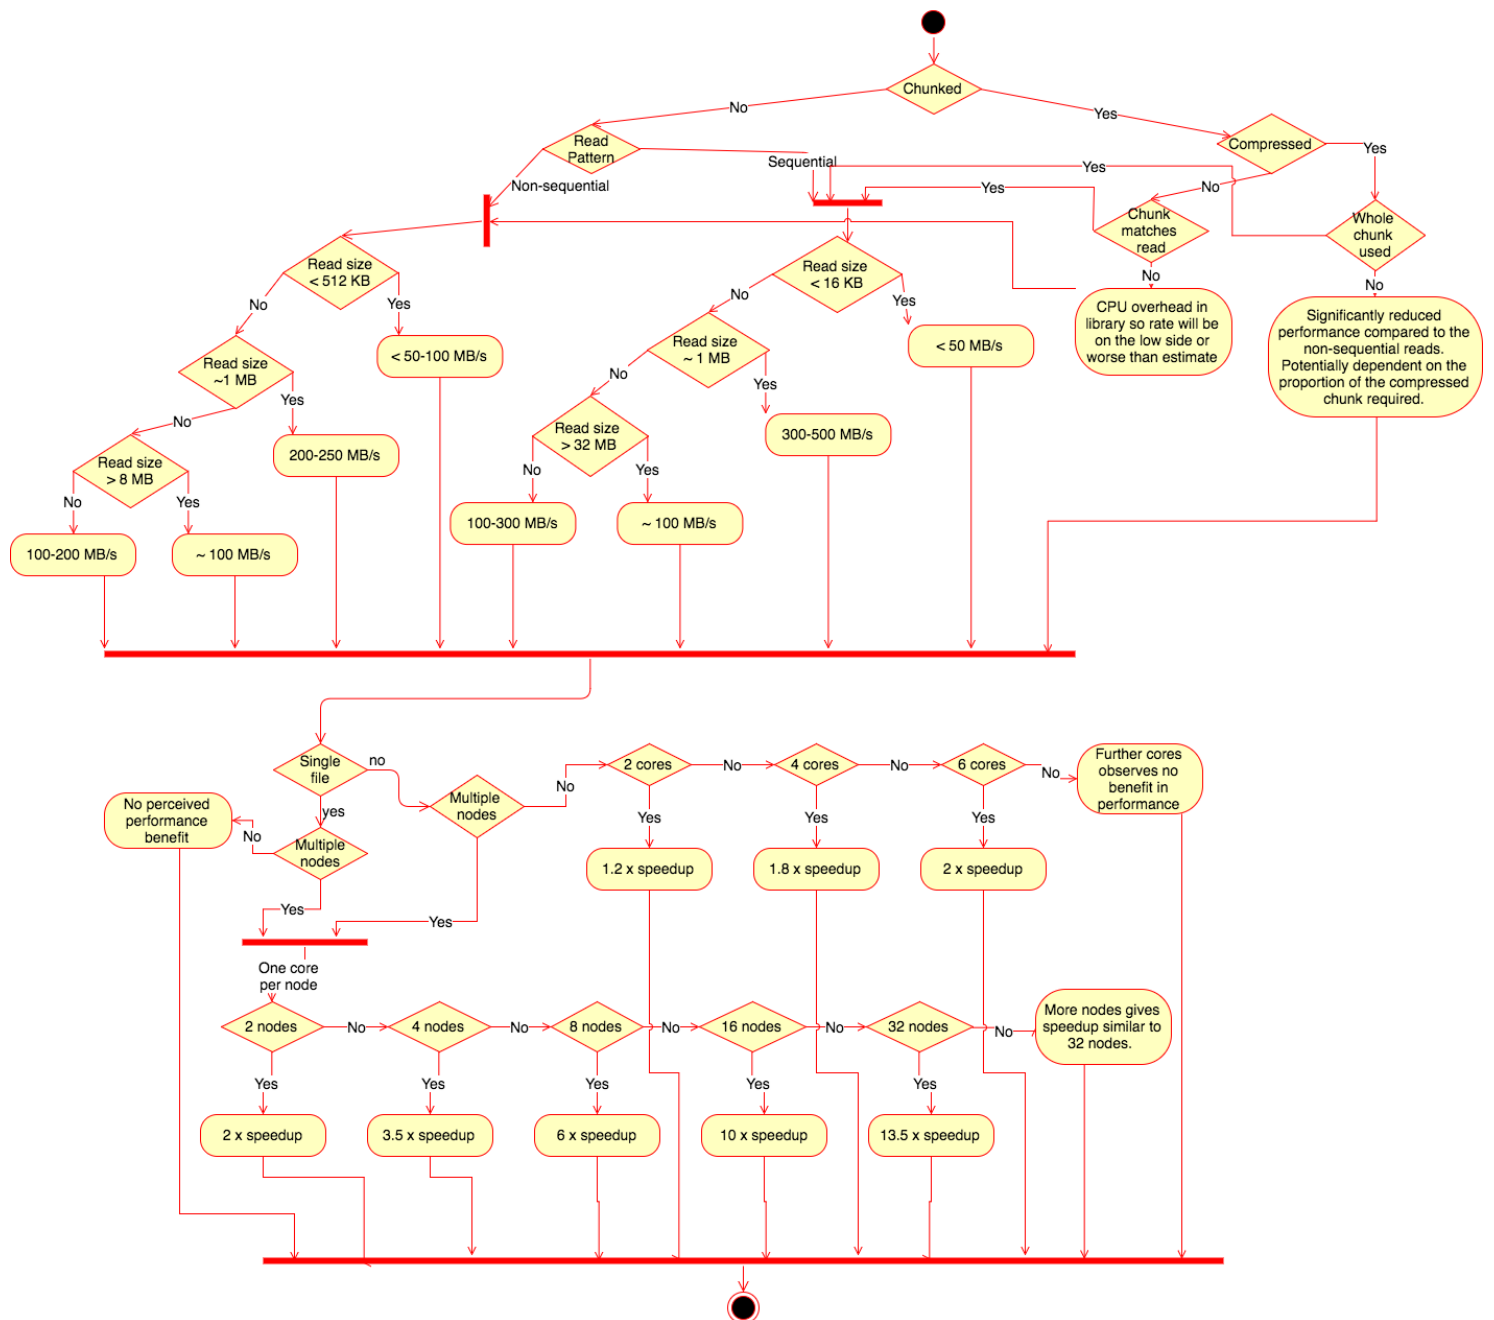 Chunked
No
Yes
Read
Pattern
Compressed
Sequential
Yes
Yes
Non-sequential
Yes
No
Chunk
matches
read
Whole
chunk
used
No
No
Read size
< 512 KB
Read size
< 16 KB
No
Yes
No
Yes
CPU overhead in
library so rate will be
on the low side or
worse than estimate
Significantly reduced
performance compared to the
non-sequential reads.
Potentially dependent on the
proportion of the compressed
chunk required.
Read size
~1 MB
< 50-100 MB/s
Read size
~ 1 MB
< 50 MB/s
No
Yes
No
Yes
Read size
> 8 MB
200-250 MB/s
Read size
> 32 MB
300-500 MB/s
No
Yes
No
Yes
100-200 MB/s
~ 100 MB/s
100-300 MB/s
~ 100 MB/s
Single
file
no
2 cores
No
4 cores
No
6 cores
No
Further cores
observes no
benefit in
performance
No
Multiple
nodes
No perceived
performance
benefit
yes
No
Multiple
nodes
Yes
Yes
Yes
1.2 x speedup
1.8 x speedup
2 x speedup
Yes
Yes
One core
per node
2 nodes
No
4 nodes
No
8 nodes
No
16 nodes
No
32 nodes
No
More nodes gives
speedup similar to
32 nodes.
Yes
Yes
Yes
Yes
Yes
2 x speedup
3.5 x speedup
6 x speedup
10 x speedup
13.5 x speedup